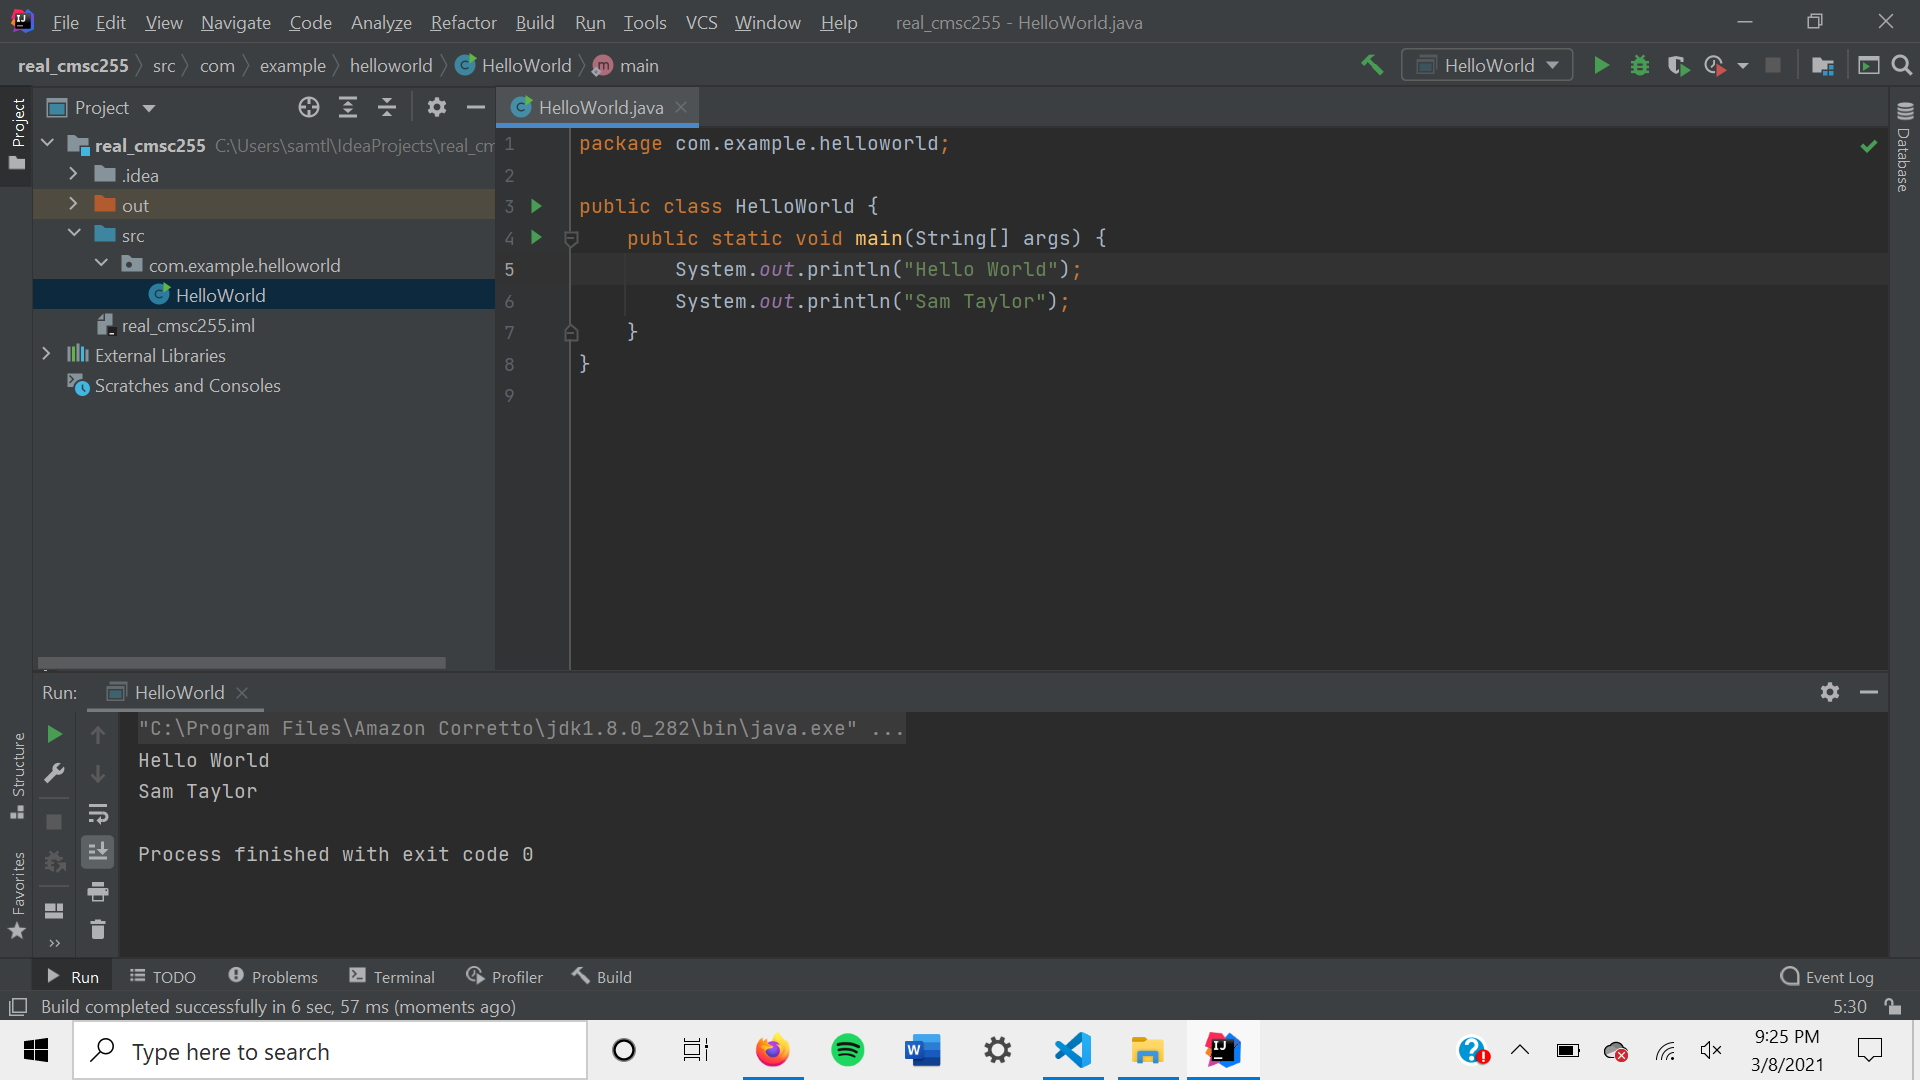 File Edit View Navigate Code Analyze Refactor Build Run Tools VCS Window Help real_cmsc255 - HelloWorld.java
real_cmsc255 src com example helloworld HelloWorld main HelloWorld
Project
Project
HelloWorld.java
Database
real_cmsc255 C:\Users\samtl\IdeaProjects\real_cm
.idea
out
src
com.example.helloworld
HelloWorld
real_cmsc255.iml
External Libraries
Scratches and Consoles
1 package com.example.helloworld;
2
3 public class HelloWorld {
4 public static void main(String[] args) {
5 System.out.println("Hello World");
6 System.out.println("Sam Taylor");
7 }
8 }
9
Run: HelloWorld
"C:\Program Files\Amazon Corretto\jdk1.8.0_282\bin\java.exe" ...
Hello World
Sam Taylor
Process finished with exit code 0
Structure
Favorites
Run TODO Problems Terminal Profiler Build Event Log
Build completed successfully in 6 sec, 57 ms (moments ago) 5:30
Type here to search
9:25 PM
3/8/2021